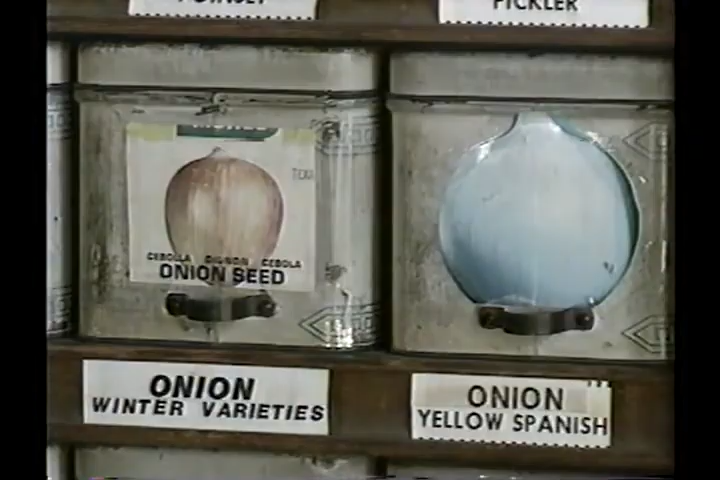 PICKLER
CEBOLLA OIGNON CEBOLA
ONION SEED
ONION
WINTER VARIETIES
ONION
YELLOW SPANISH